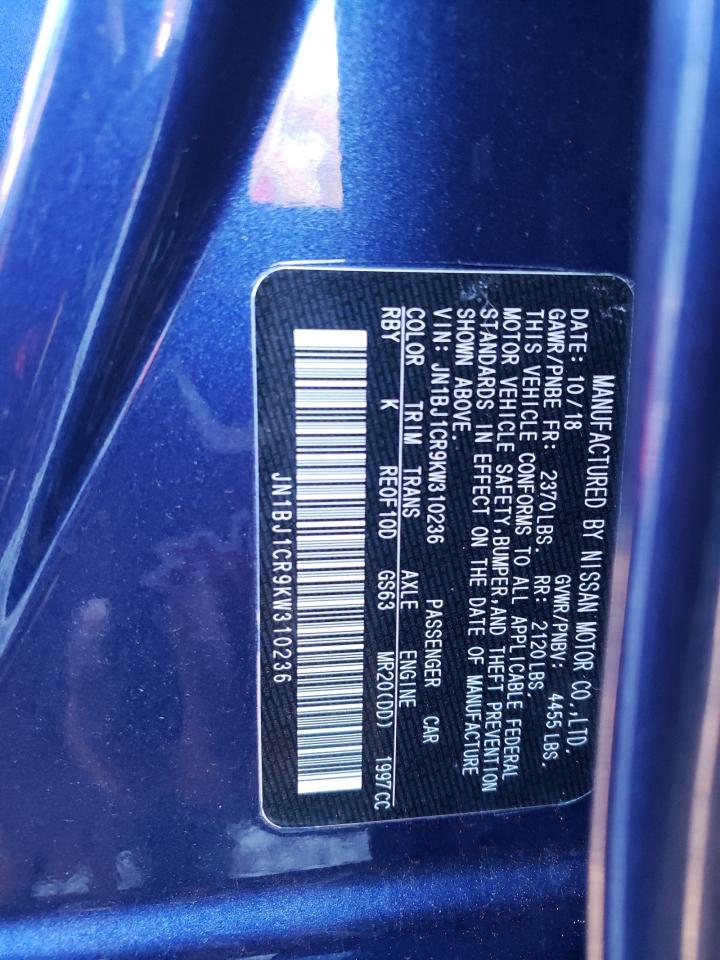 MANUFACTURED BY NISSAN MOTOR CO.,LTD.
DATE: 10/18 GVWR/PNBV: 4455 LBS.
GAWR/PNBE FR: 2370LBS. RR: 2120LBS.
THIS VEHICLE CONFORMS TO ALL APPLICABLE FEDERAL
MOTOR VEHICLE SAFETY,BUMPER,AND THEFT PREVENTION
STANDARDS IN EFFECT ON THE DATE OF MANUFACTURE
SHOWN ABOVE.
VIN: JN1BJ1CR9KW310236 PASSENGER CAR
COLOR TRIM TRANS AXLE ENGINE
RBY K RE0F10D GS63 MR20(DD) 1997CC
JN1BJ1CR9KW310236